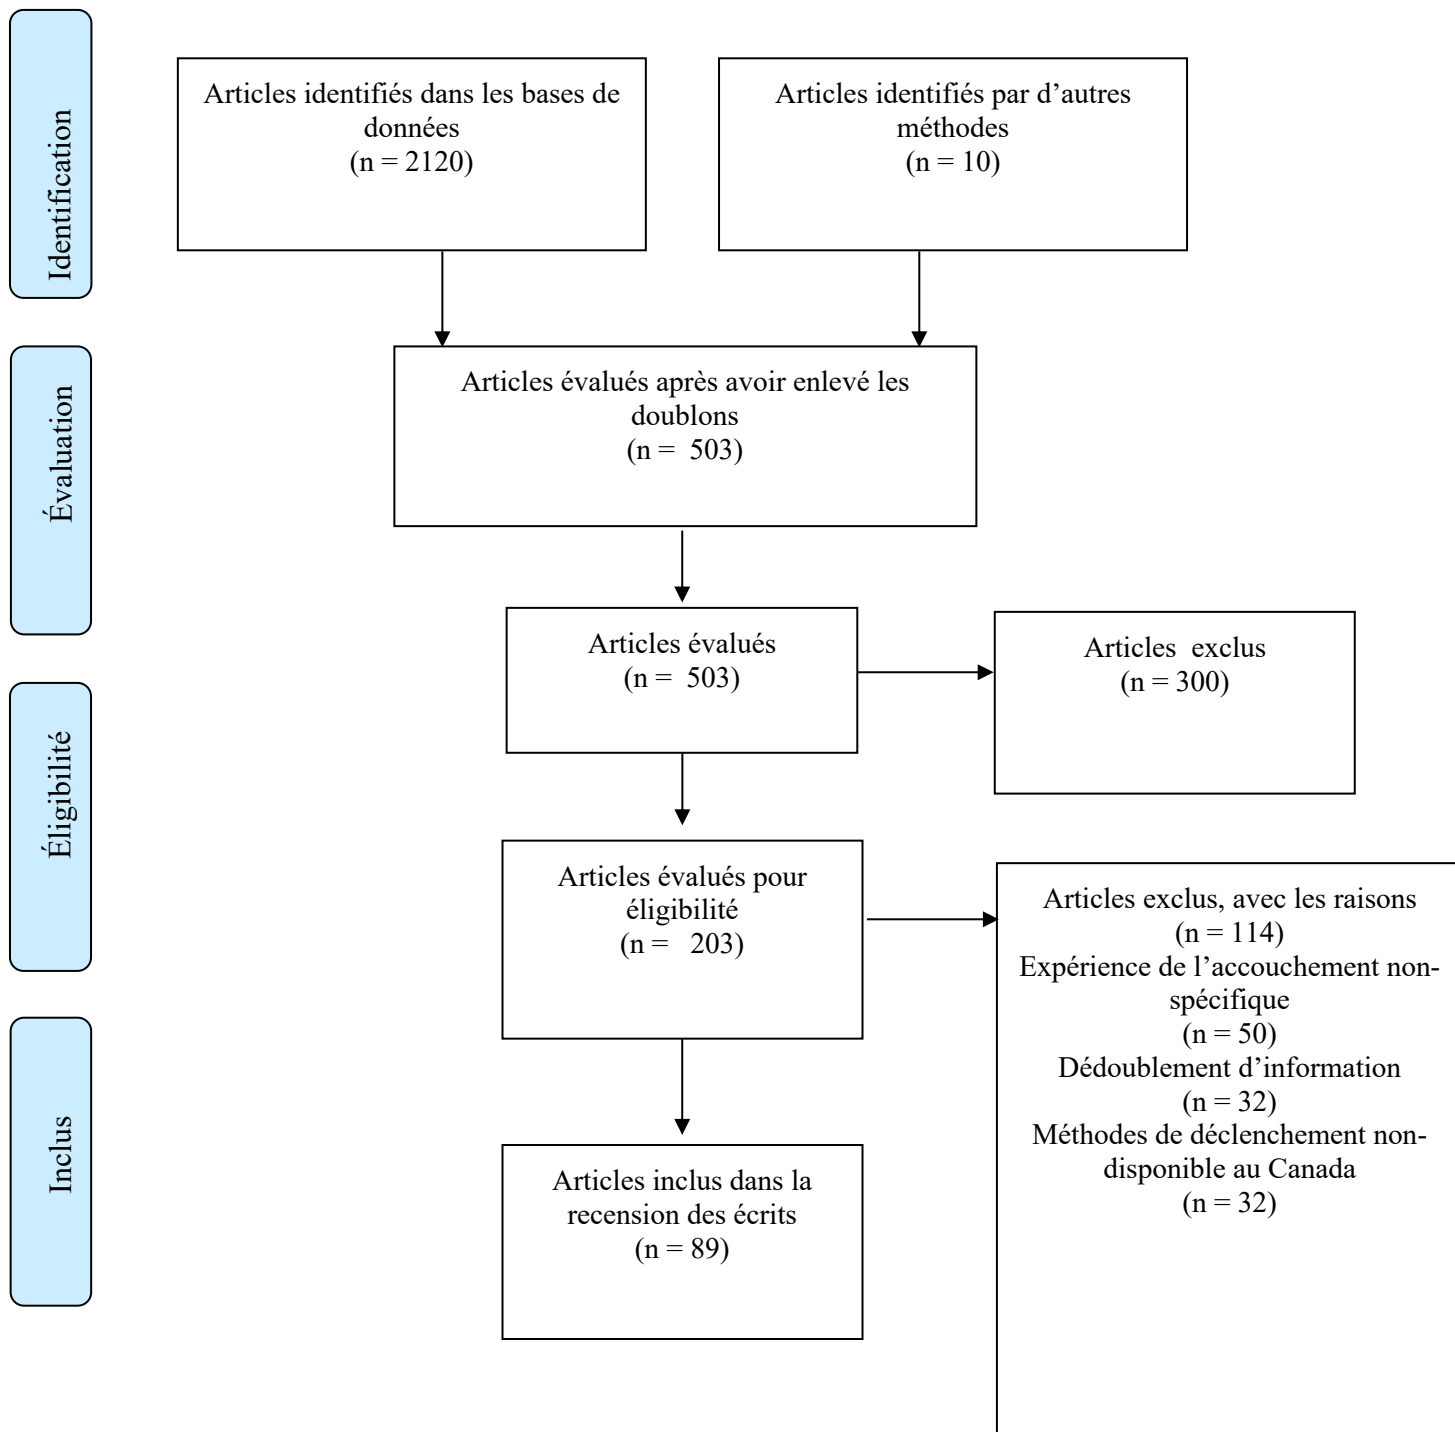 Identification
Articles identifiés dans les bases de
données
(n = 2120)
Articles identifiés par d’autres
méthodes
(n = 10)
Évaluation
Articles évalués après avoir enlevé les
doublons
(n = 503)
Articles évalués
(n = 503)
Articles exclus
(n = 300)
Éligibilité
Articles évalués pour
éligibilité
(n = 203)
Articles exclus, avec les raisons
(n = 114)
Expérience de l’accouchement non-
spécifique
(n = 50)
Dédoublement d’information
(n = 32)
Méthodes de déclenchement non-
disponible au Canada
(n = 32)
Inclus
Articles inclus dans la
recension des écrits
(n = 89)